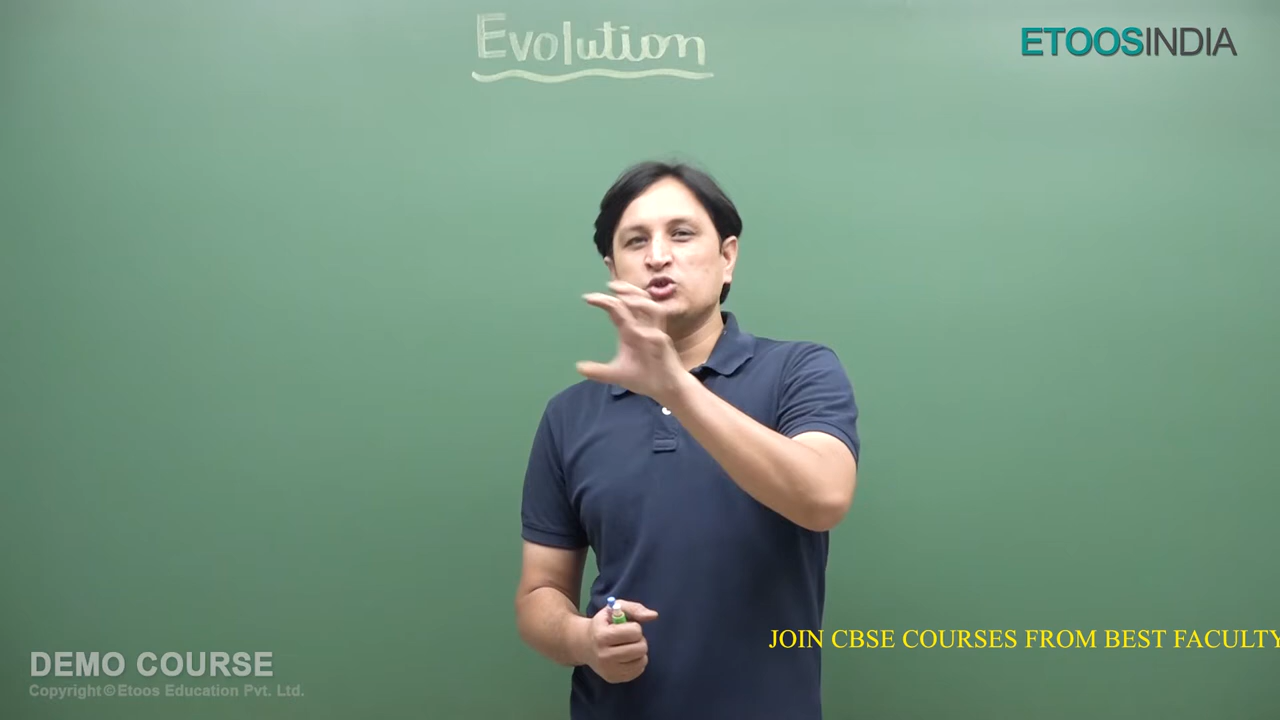 Evolution
ETOOSINDIA
JOIN CBSE COURSES FROM BEST FACULTY
DEMO COURSE
Copyright © Etoos Education Pvt. Ltd.